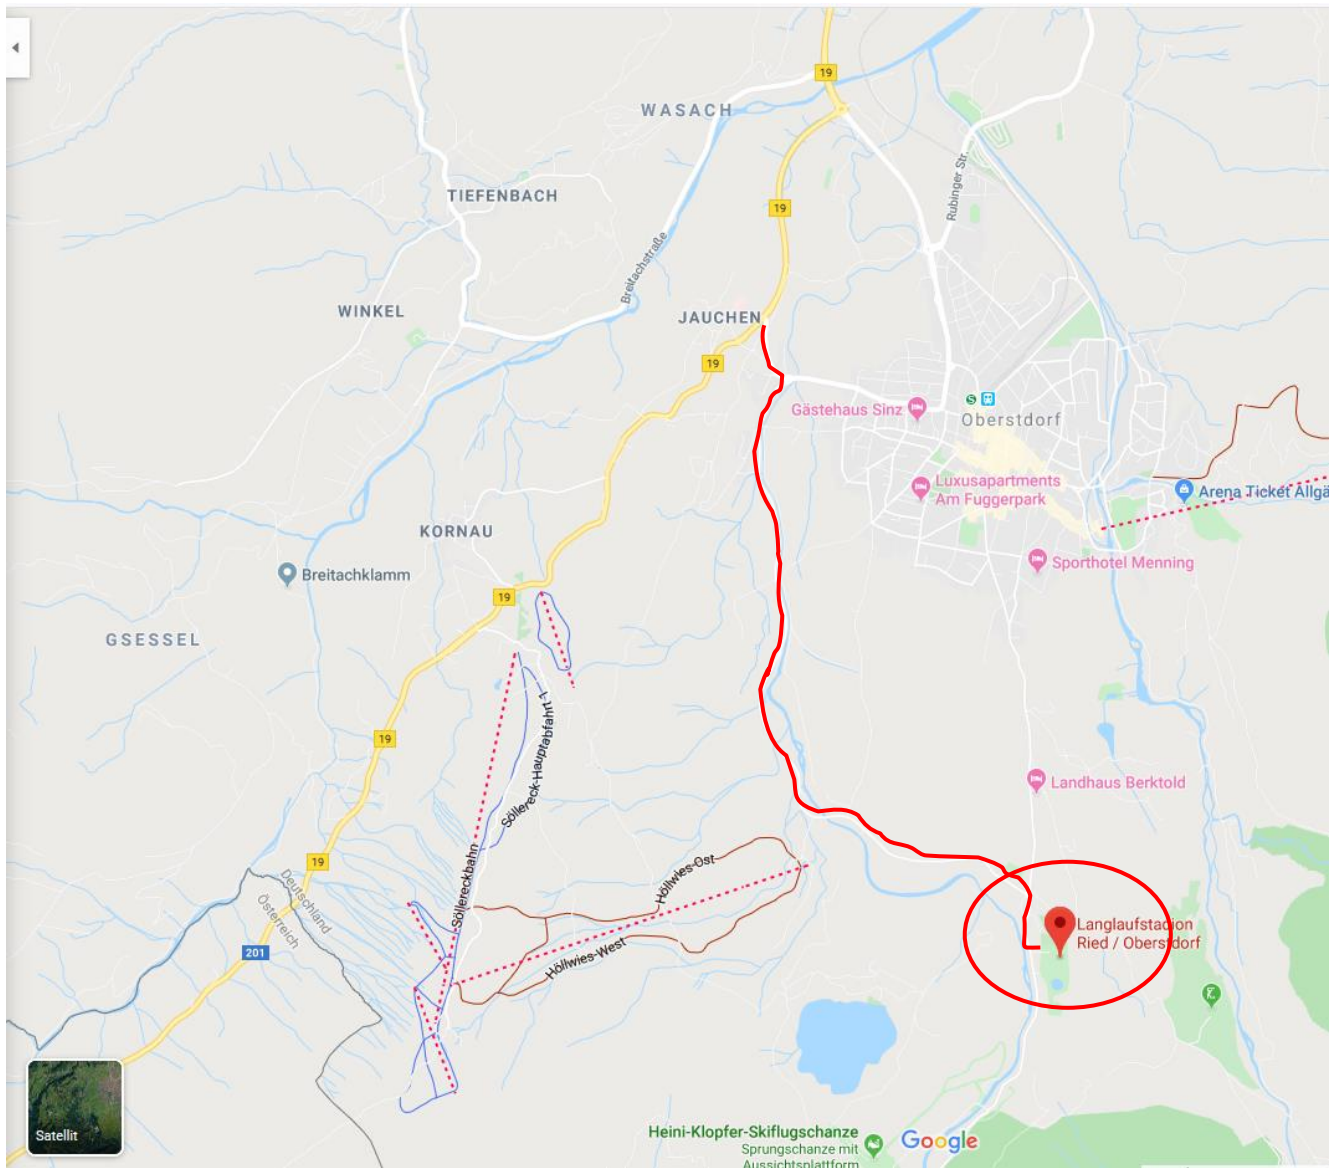 19
WASACH
Rubinger Str.
TIEFENBACH
19
Breitachstraße
WINKEL
JAUCHEN
19
Gästehaus Sinz
S
Oberstdorf
Luxusapartments
Am Fuggerpark
Arena Ticket Allgä
KORNAU
Sporthotel Menning
Breitachklamm
19
GSESSEL
Söllereck-Hauptabfahrt-1
19
Landhaus Berktold
Söllereckbahn
19
Höllwies-Ost
Deutschland
Österreich
Langlaufstadion
Ried / Oberstdorf
201
Höllwies-West
Satellit
Heini-Klopfer-Skiflugschanze
Sprungschanze mit
Aussichtsplattform
Google